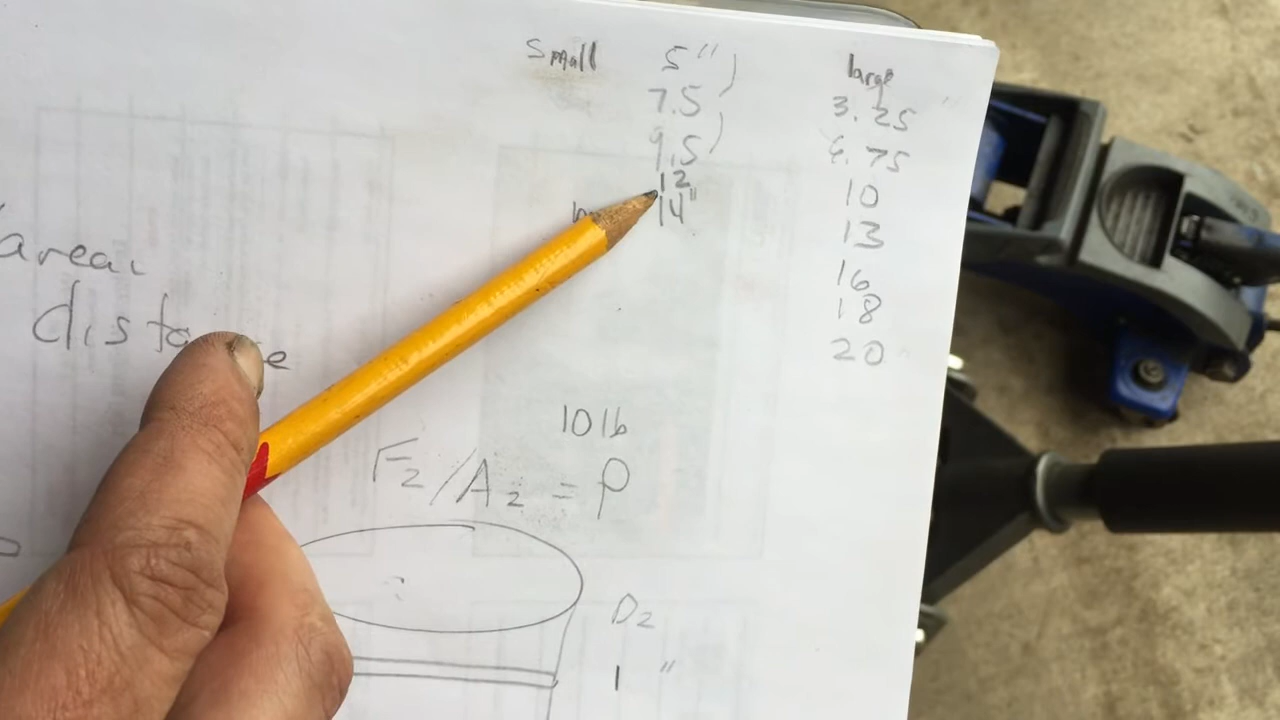 small 5" large
7.5 3.25
9.5 6.75
12 10
14" 13
16
18
20
area.
distance
10 lb
F2/A2 = P
D2
1 "